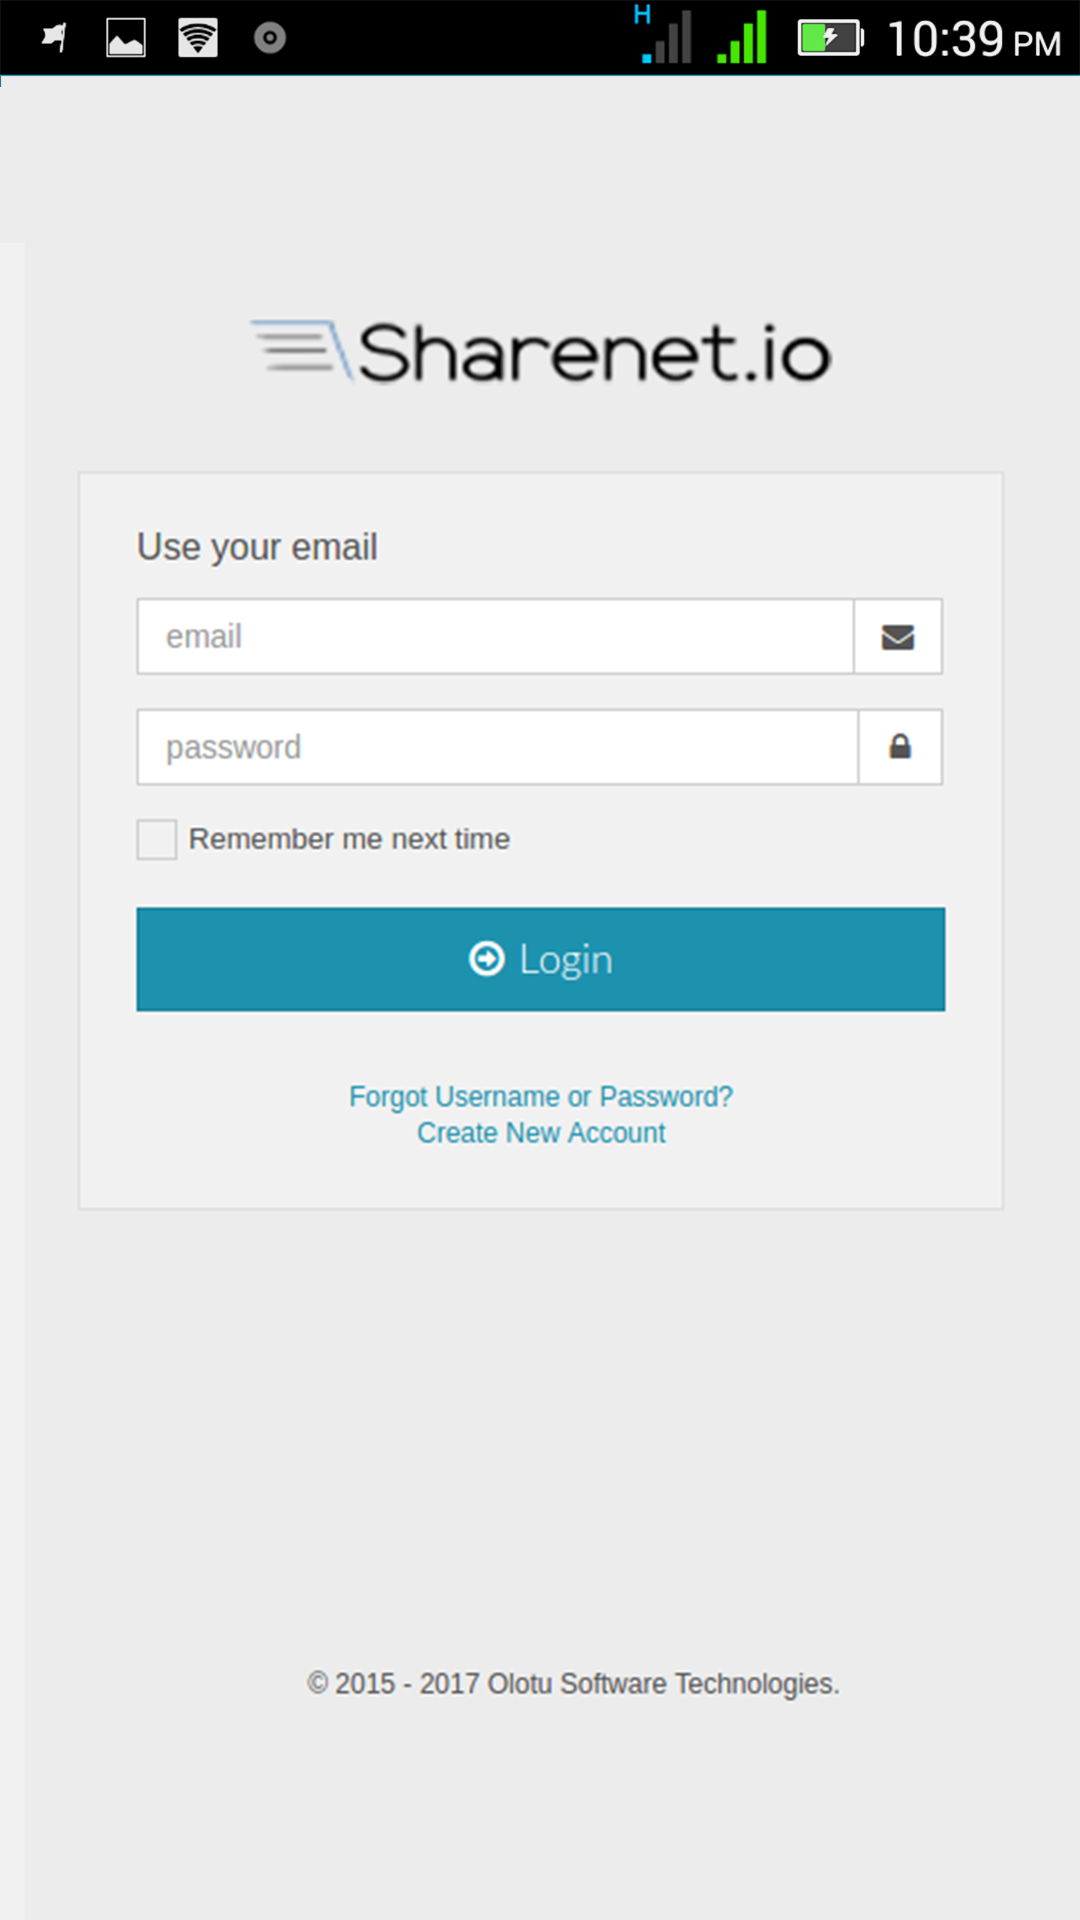 H 10:39 PM
Sharenet.io
Use your email
email
password
Remember me next time
Login
Forgot Username or Password?
Create New Account
© 2015 - 2017 Olotu Software Technologies.